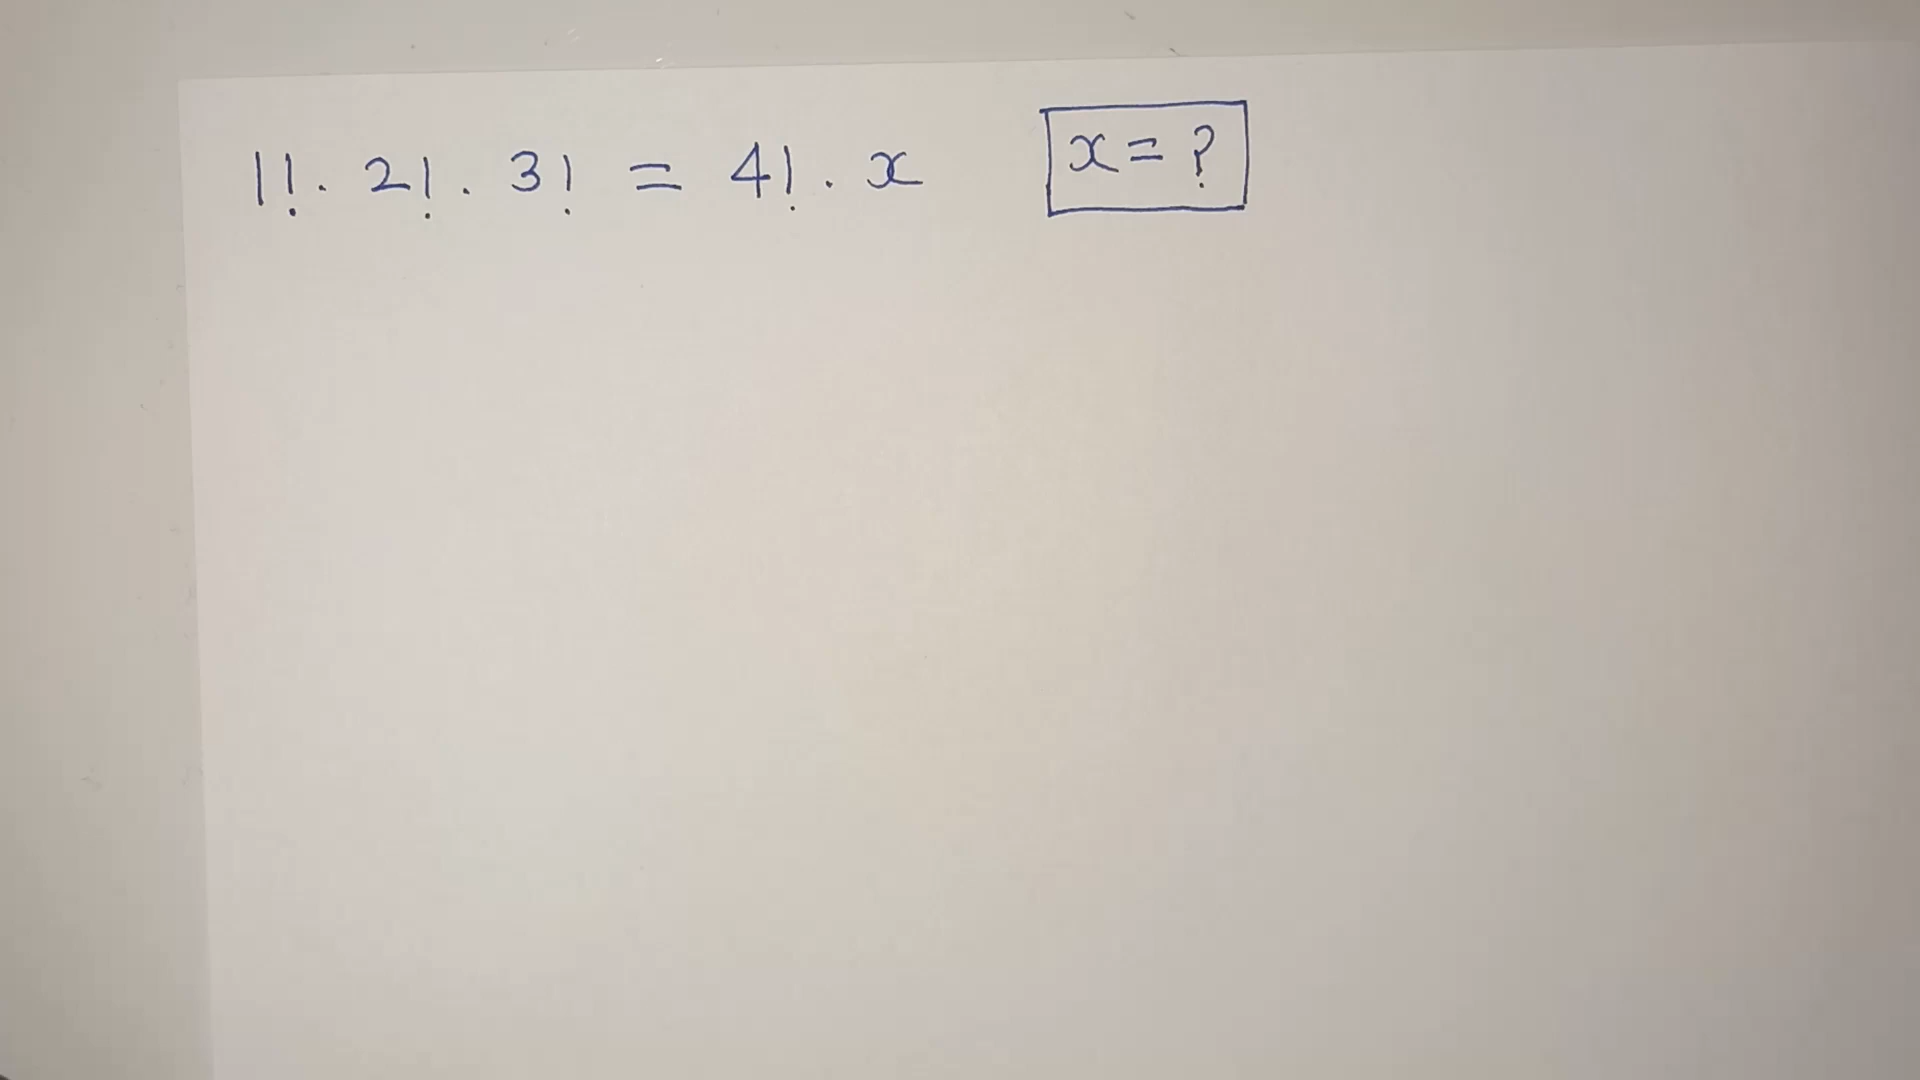 1! . 2! . 3! = 4! . x
x = ?